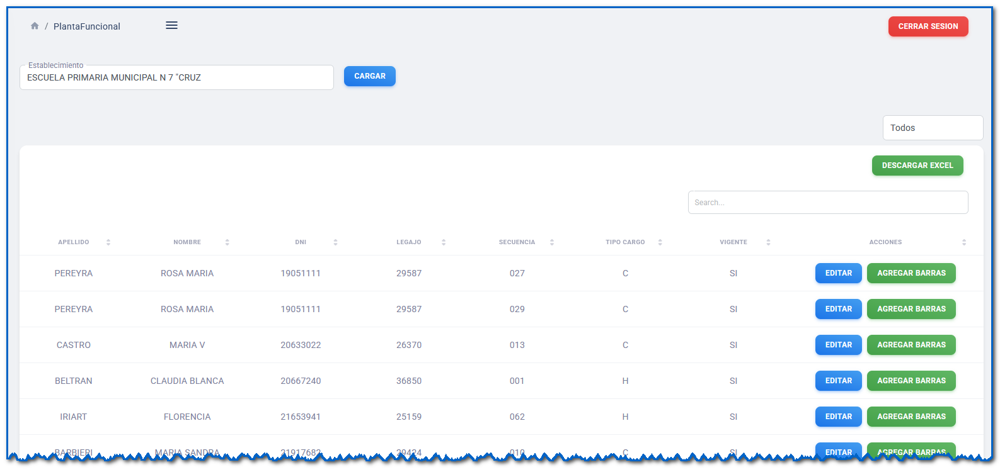 / PlantaFuncional
CERRAR SESION
Establecimiento
ESCUELA PRIMARIA MUNICIPAL N 7 "CRUZ
CARGAR
Todos
DESCARGAR EXCEL
Search...
APELLIDO NOMBRE DNI LEGAJO SECUENCIA TIPO CARGO VIGENTE ACCIONES
PEREYRA ROSA MARIA 19051111 29587 027 C SI EDITAR AGREGAR BARRAS
PEREYRA ROSA MARIA 19051111 29587 029 C SI EDITAR AGREGAR BARRAS
CASTRO MARIA V 20633022 26370 013 C SI EDITAR AGREGAR BARRAS
BELTRAN CLAUDIA BLANCA 20667240 36850 001 H SI EDITAR AGREGAR BARRAS
IRIART FLORENCIA 21653941 25159 062 H SI EDITAR AGREGAR BARRAS
BARBIERI MARIA SANDRA 21917682 29424 010 C SI EDITAR AGREGAR BARRAS